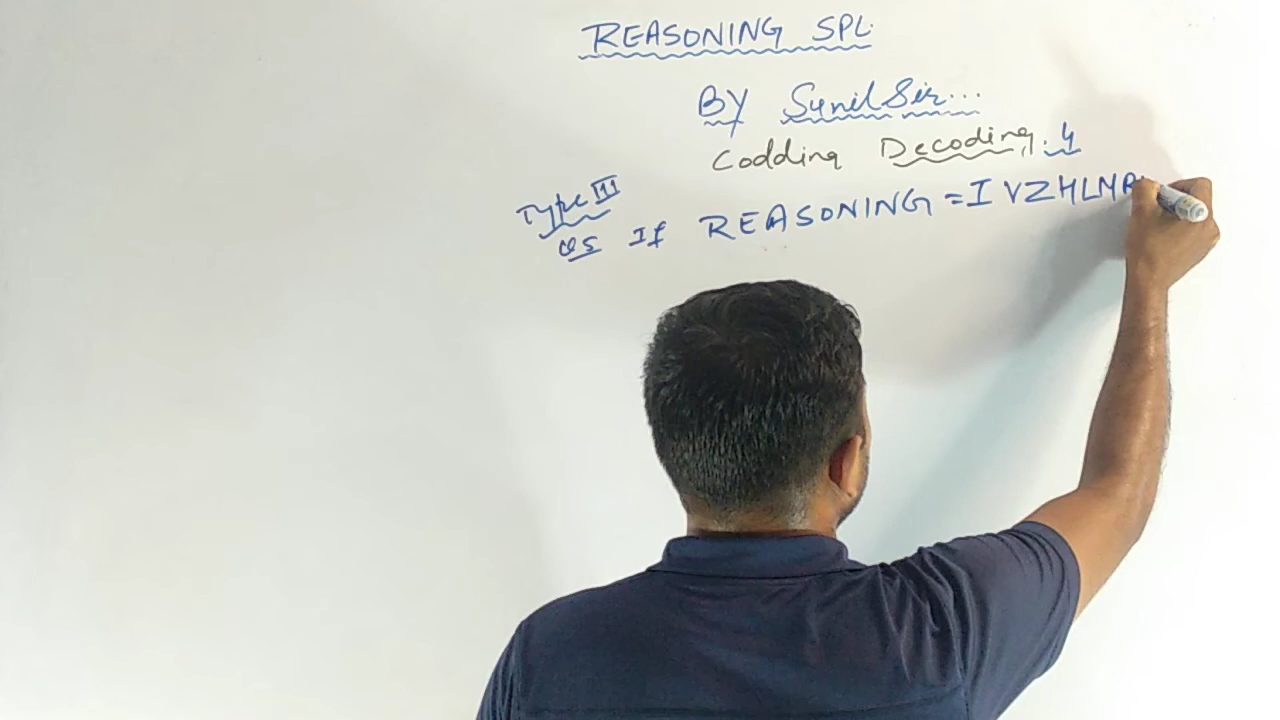 REASONING SPL.
BY Sunil Sir...
Codding Decoding. 4
Type III
Q5 If REASONING = IVZHLMR